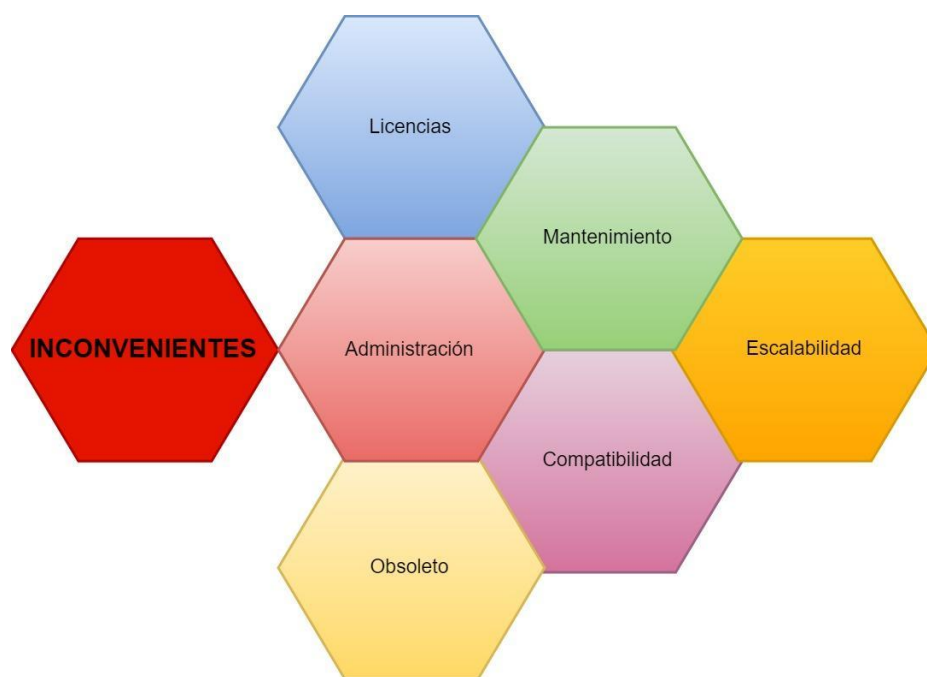 Licencias
Mantenimiento
INCONVENIENTES
Administración
Escalabilidad
Compatibilidad
Obsoleto